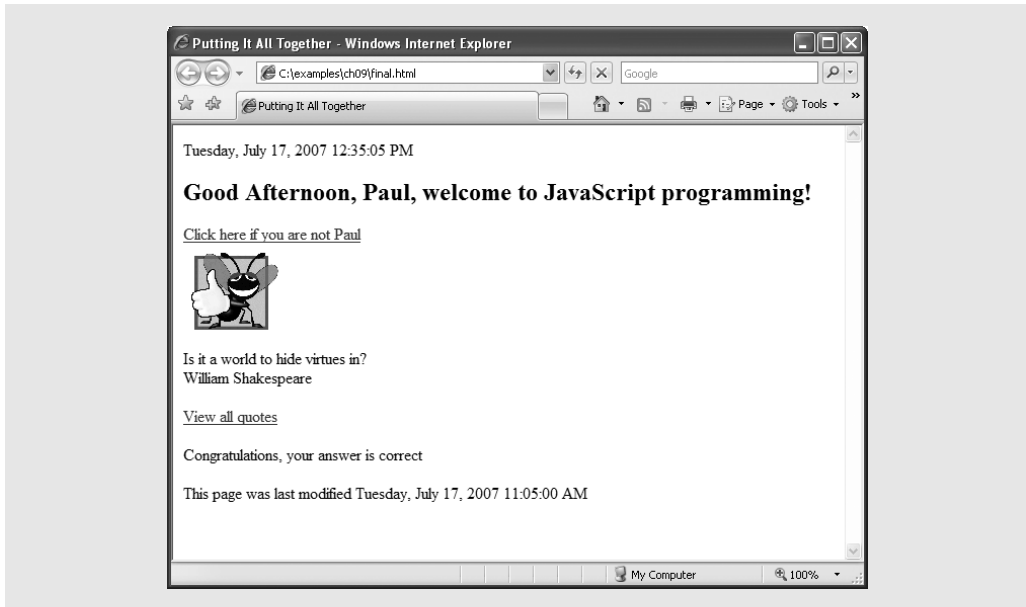 Putting It All Together - Windows Internet Explorer
C:\examples\ch09\final.html
Google
Putting It All Together
Page
Tools
»
Tuesday, July 17, 2007 12:35:05 PM
Good Afternoon, Paul, welcome to JavaScript programming!
Click here if you are not Paul
Is it a world to hide virtues in?
William Shakespeare
View all quotes
Congratulations, your answer is correct
This page was last modified Tuesday, July 17, 2007 11:05:00 AM
My Computer
100%